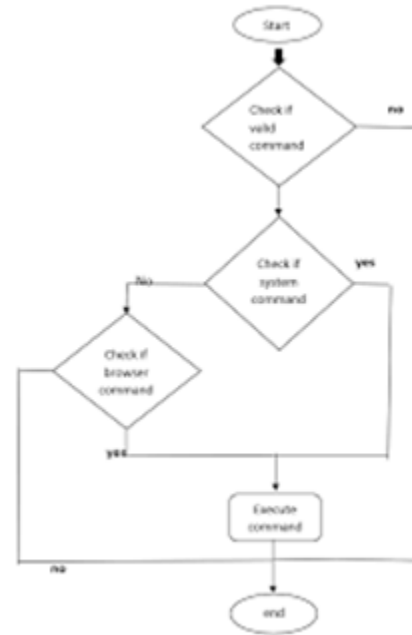 Start
Check if
valid
command
no
Check if
system
command
yes
No
Check if
browser
command
yes
Execute
command
no
end